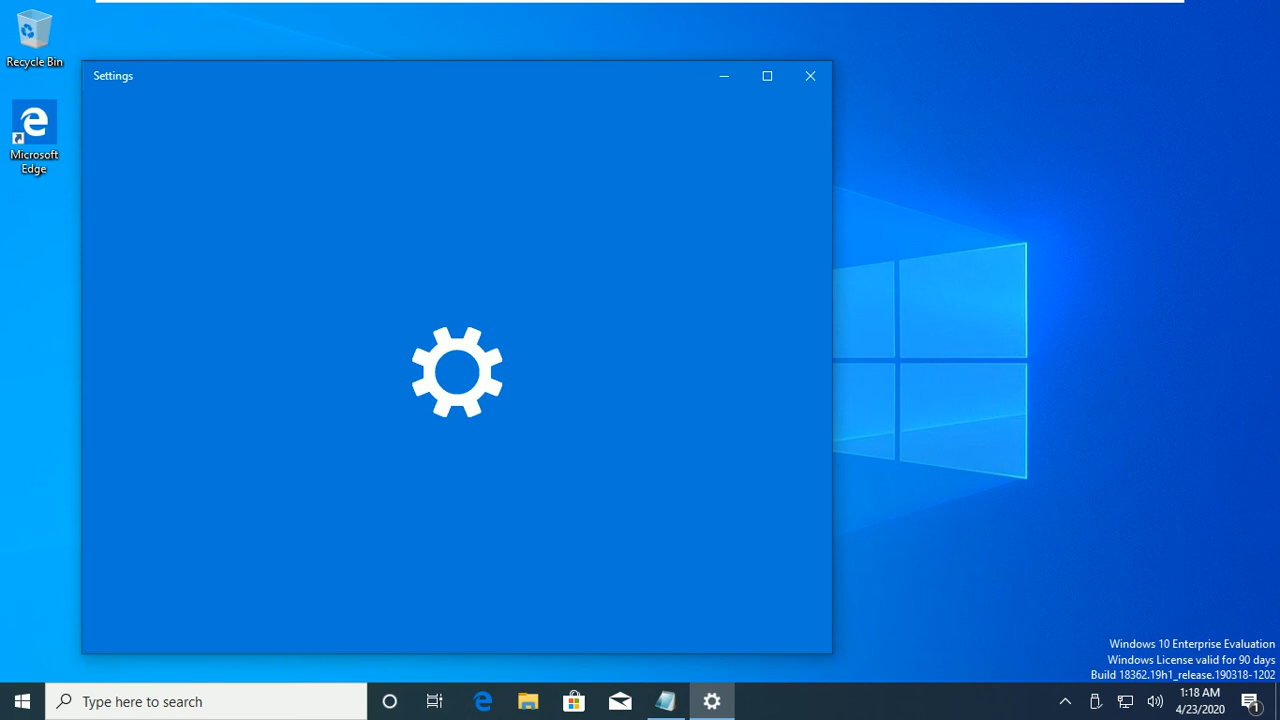 Recycle Bin
Microsoft
Edge
Settings
Windows 10 Enterprise Evaluation
Windows License valid for 90 days
Build 18362.19h1_release.190318-1202
Type here to search
1:18 AM
4/23/2020
1